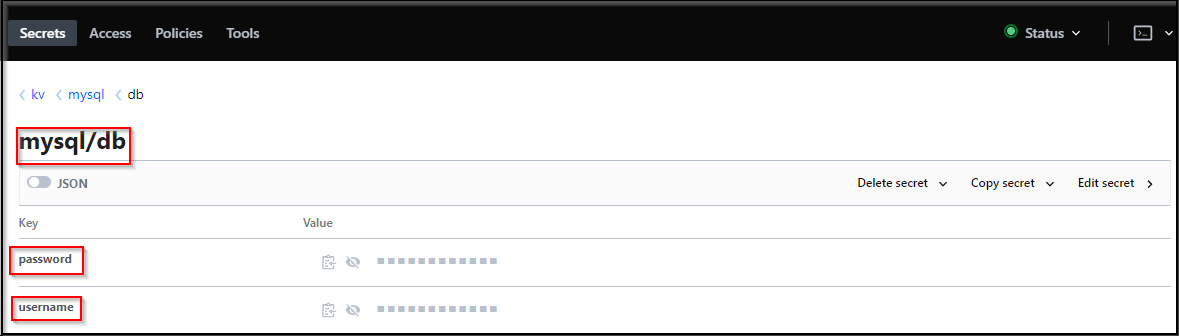 Secrets Access Policies Tools Status
kv mysql db
mysql/db
JSON Delete secret Copy secret Edit secret
Key Value
password
username